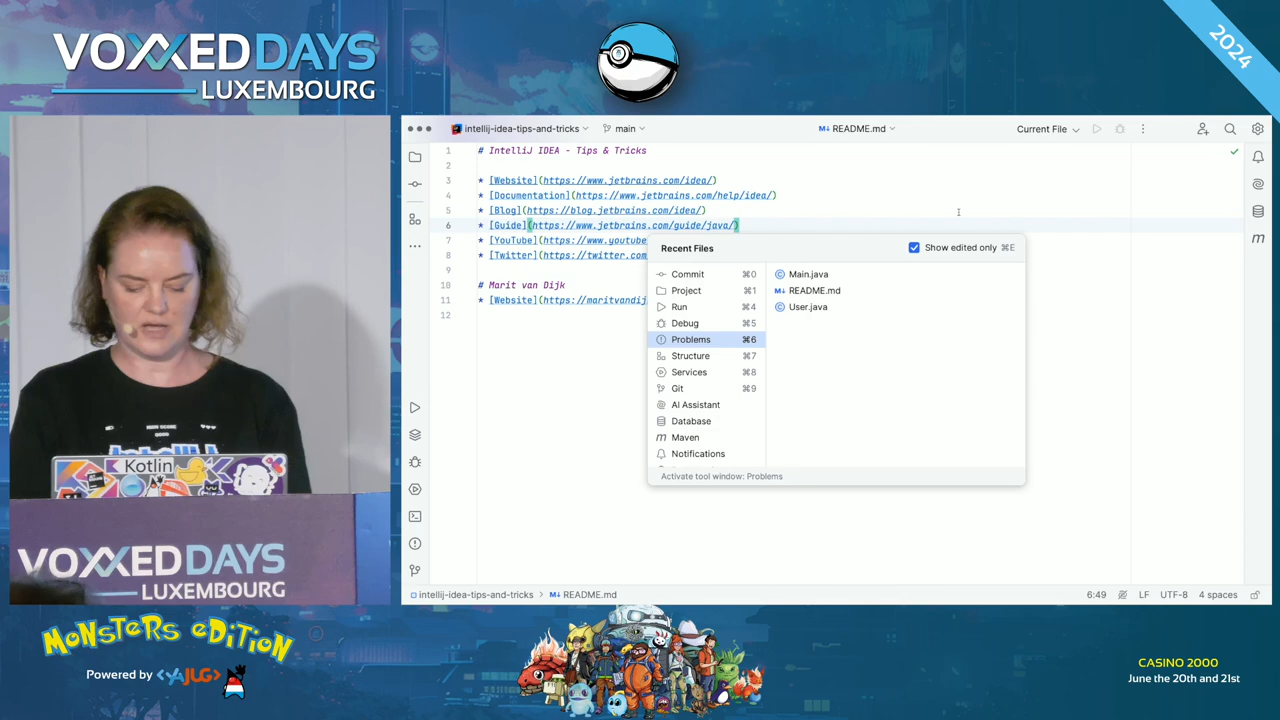 VOXXED DAYS
LUXEMBOURG
2024
intellij-idea-tips-and-tricks
main
README.md
Current File
1 # IntelliJ IDEA - Tips & Tricks
2
3 * [Website](https://www.jetbrains.com/idea/)
4 * [Documentation](https://www.jetbrains.com/help/idea/)
5 * [Blog](https://blog.jetbrains.com/idea/)
6 * [Guide](https://www.jetbrains.com/guide/java/)
7 * [YouTube](https://www.youtube
8 * [Twitter](https://twitter.com
9
10 # Marit van Dijk
11 * [Website](https://maritvandij
12
Recent Files
Show edited only ⌘E
Commit ⌘0
Project ⌘1
Run ⌘4
Debug ⌘5
Problems ⌘6
Structure ⌘7
Services ⌘8
Git ⌘9
AI Assistant
Database
Maven
Notifications
Main.java
README.md
User.java
Activate tool window: Problems
intellij-idea-tips-and-tricks > README.md
6:49 LF UTF-8 4 spaces
Kotlin
VOXXED DAYS
LUXEMBOURG
MONSTERS EDITION
Powered by <YAJUG>
CASINO 2000
June the 20th and 21st